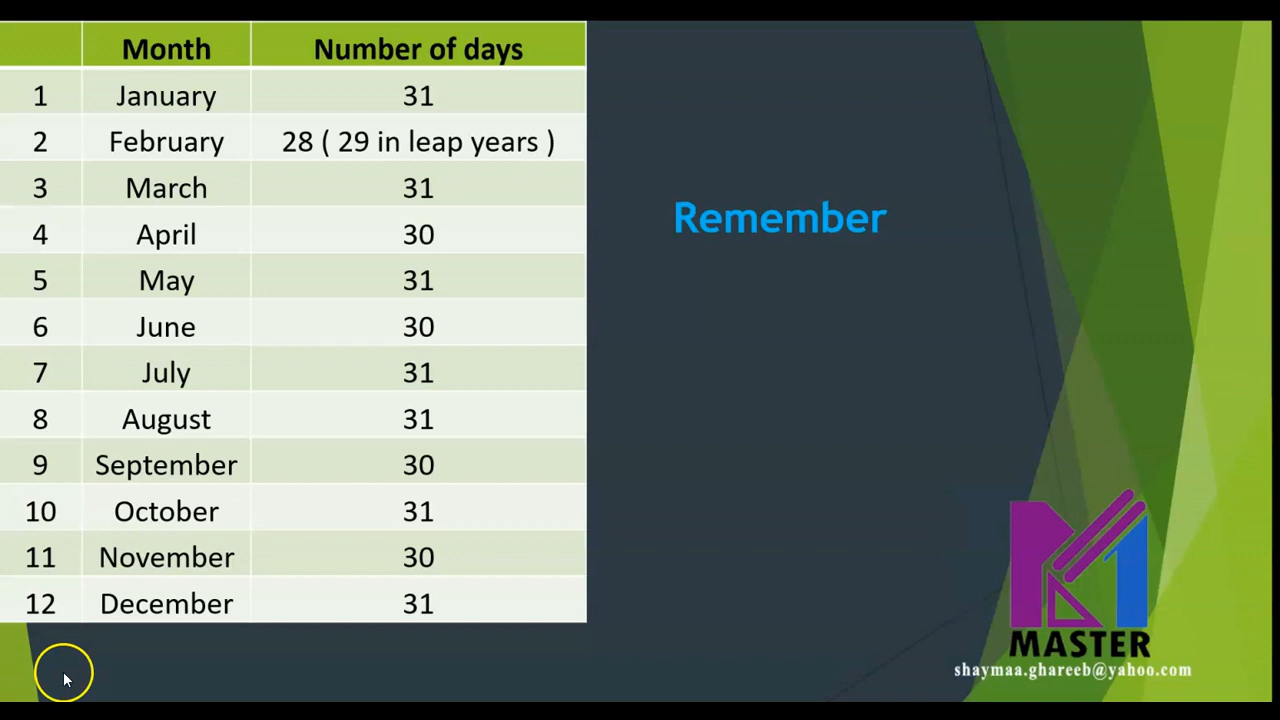 Month Number of days
1 January 31
2 February 28 ( 29 in leap years )
3 March 31
4 April 30
5 May 31
6 June 30
7 July 31
8 August 31
9 September 30
10 October 31
11 November 30
12 December 31
Remember
M1
MASTER
shaymaa.ghareeb@yahoo.com